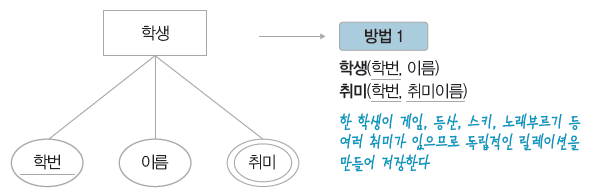 학생
방법 1
학생(학번, 이름)
취미(학번, 취미이름)
한 학생이 게임, 등산, 스키, 노래부르기 등
여러 취미가 있으므로 독립적인 릴레이션을
만들어 저장한다
학번
이름
취미